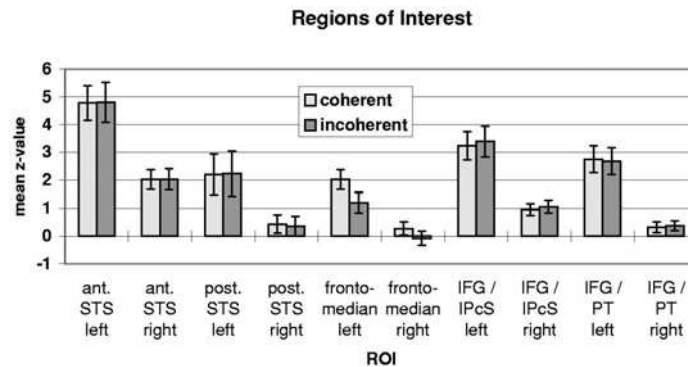 Regions of Interest
6
5
4
3
2
1
0
-1
mean z-value
coherent
incoherent
ant. STS left
ant. STS right
post. STS left
post. STS right
fronto-median left
fronto-median right
IFG / IPcS left
IFG / IPcS right
IFG / PT left
IFG / PT right
ROI